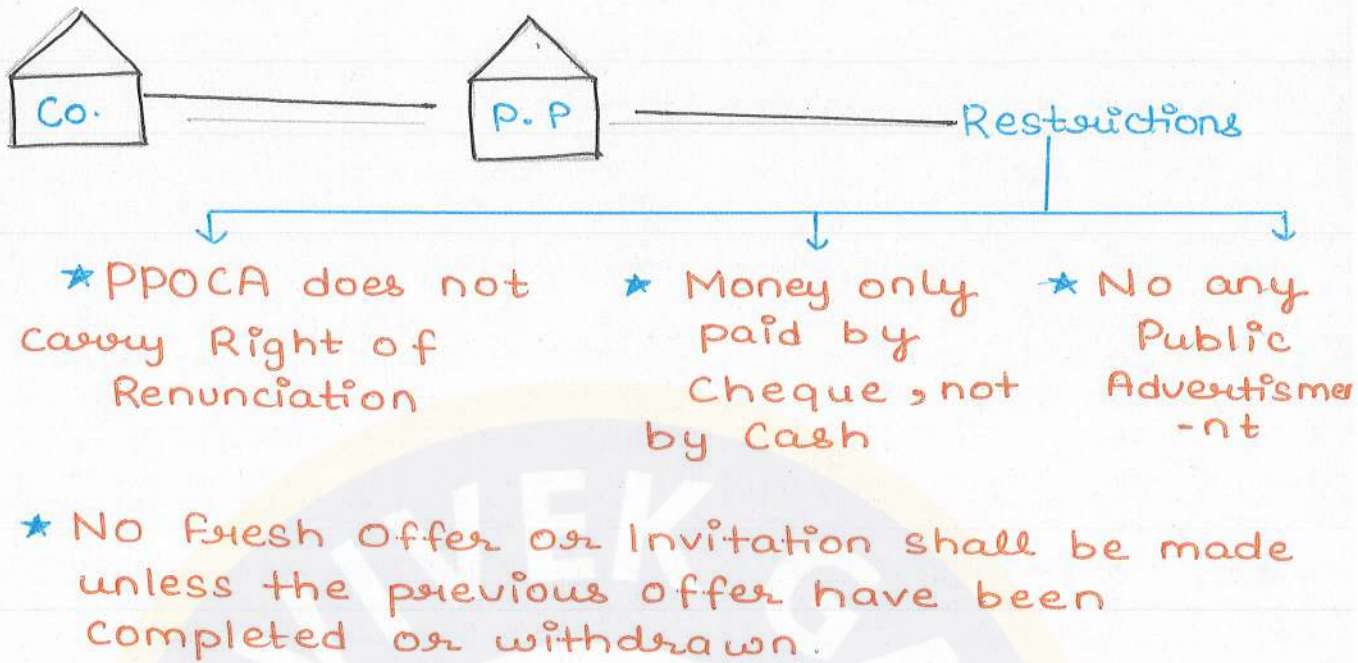 Co.
P.P
Restrictions
★ PPOCA does not
carry Right of
Renunciation
★ Money only
paid by
Cheque, not
by Cash
★ No any
Public
Advertisme
-nt
★ No fresh offer or Invitation shall be made
unless the previous offer have been
completed or withdrawn.
VIVEK G